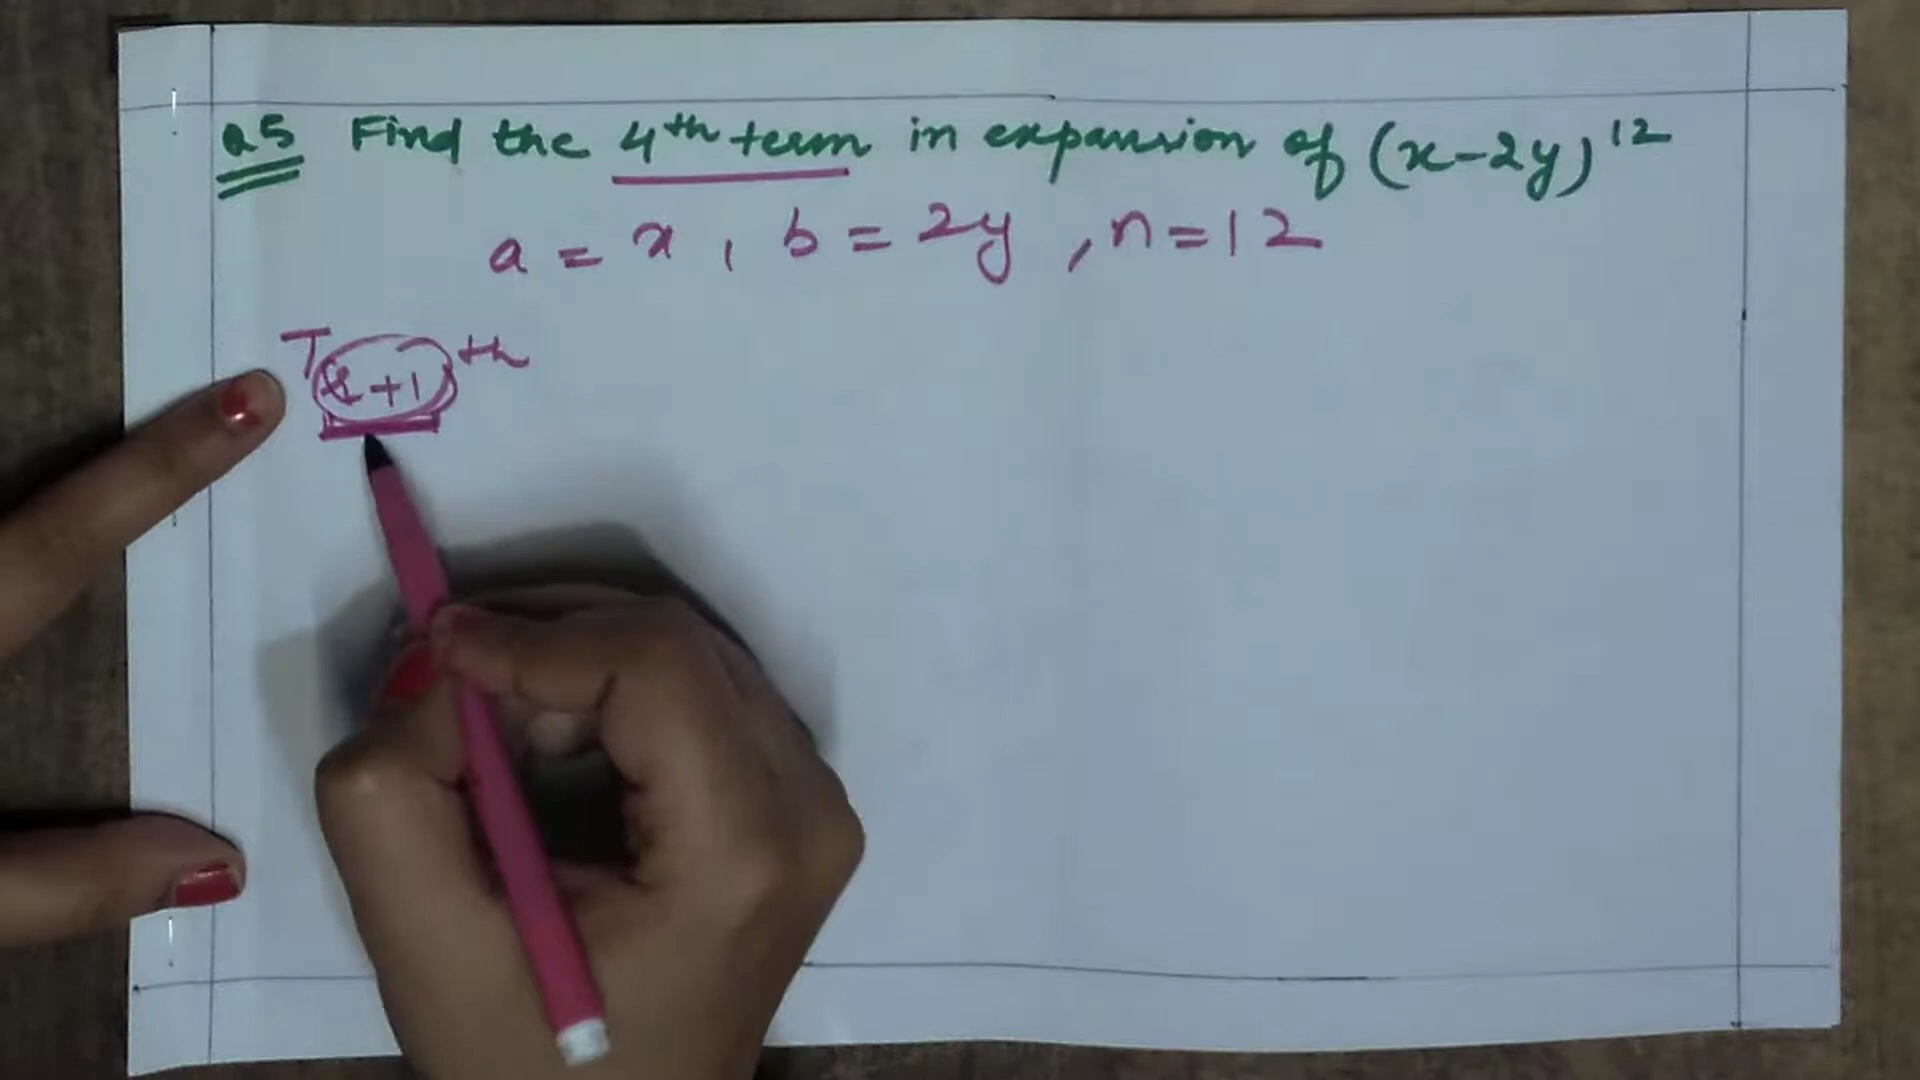 Q5 Find the 4th term in expansion of (x-2y)^12
a = x, b = 2y, n=12
T(r+1)th